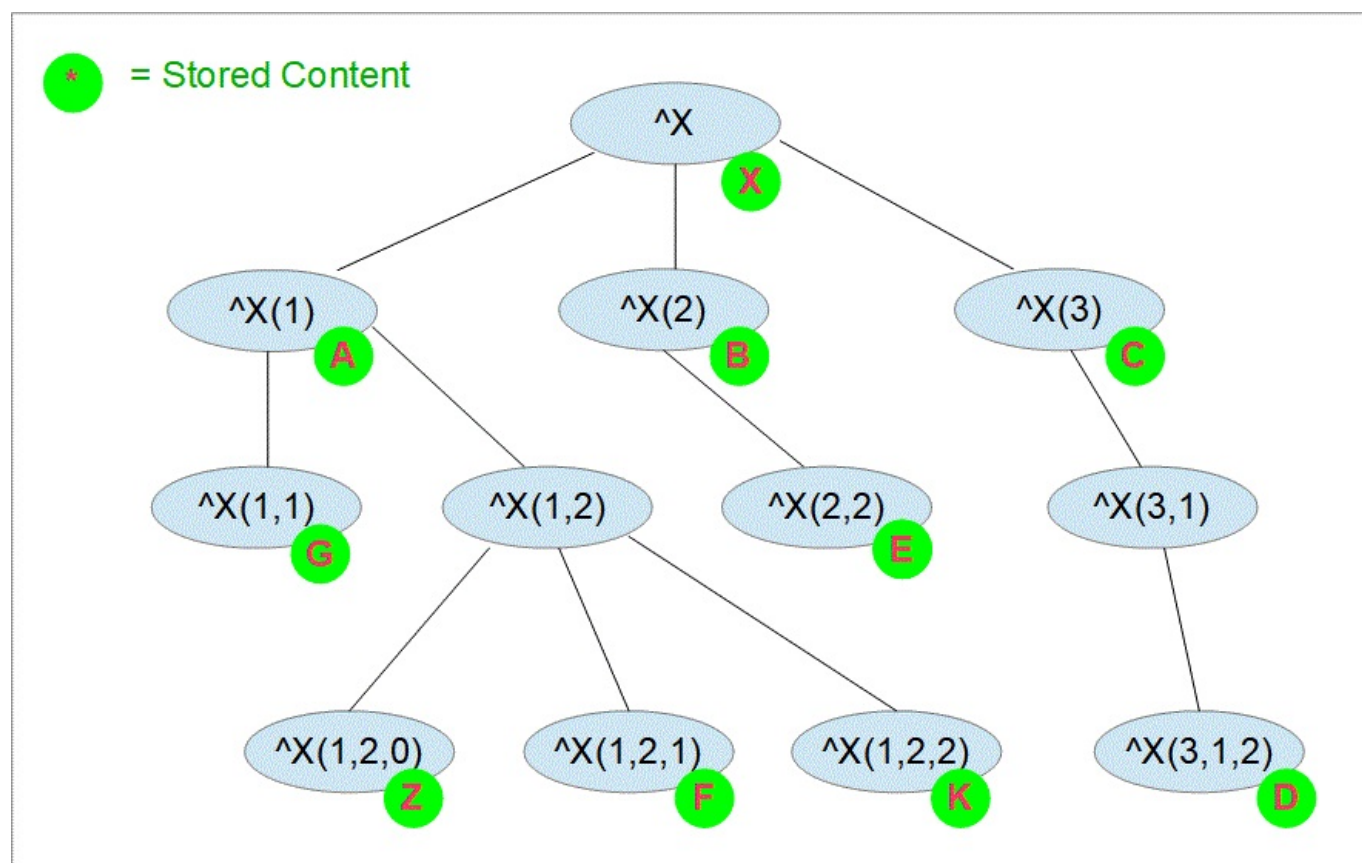 * = Stored Content
^X
X
^X(1)
A
^X(2)
B
^X(3)
C
^X(1,1)
G
^X(1,2)
^X(2,2)
E
^X(3,1)
^X(1,2,0)
Z
^X(1,2,1)
F
^X(1,2,2)
K
^X(3,1,2)
D